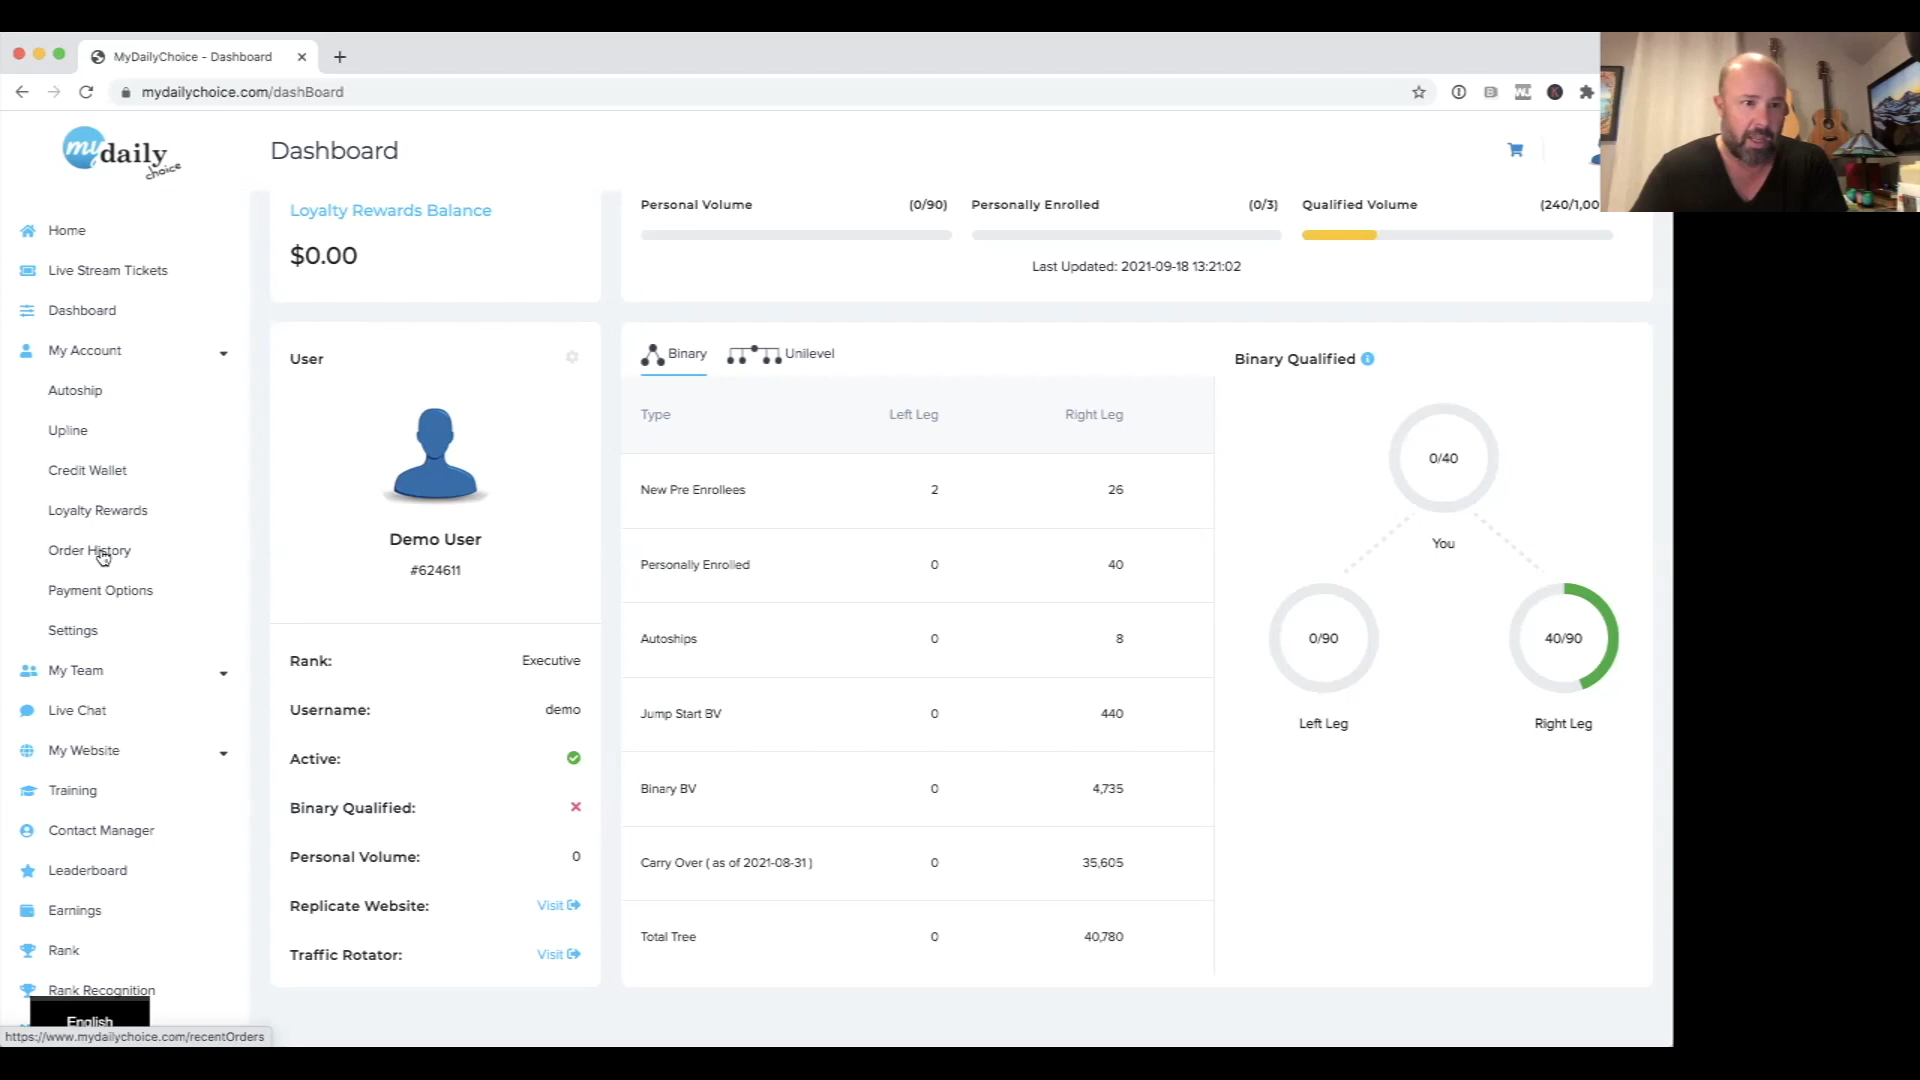 MyDailyChoice - Dashboard
mydailychoice.com/dashBoard
my daily choice
Dashboard
Home
Live Stream Tickets
Dashboard
My Account
Autoship
Upline
Credit Wallet
Loyalty Rewards
Order History
Payment Options
Settings
My Team
Live Chat
My Website
Training
Contact Manager
Leaderboard
Earnings
Rank
Rank Recognition
English
https://www.mydailychoice.com/recentOrders
Loyalty Rewards Balance
$0.00
Personal Volume (0/90) Personally Enrolled (0/3) Qualified Volume (240/1,00
Last Updated: 2021-09-18 13:21:02
User
Demo User
#624611
Rank: Executive
Username: demo
Active:
Binary Qualified:
Personal Volume: 0
Replicate Website: Visit
Traffic Rotator: Visit
Binary Unilevel
Type Left Leg Right Leg
New Pre Enrollees 2 26
Personally Enrolled 0 40
Autoships 0 8
Jump Start BV 0 440
Binary BV 0 4,735
Carry Over ( as of 2021-08-31 ) 0 35,605
Total Tree 0 40,780
Binary Qualified
0/40
You
0/90 40/90
Left Leg Right Leg